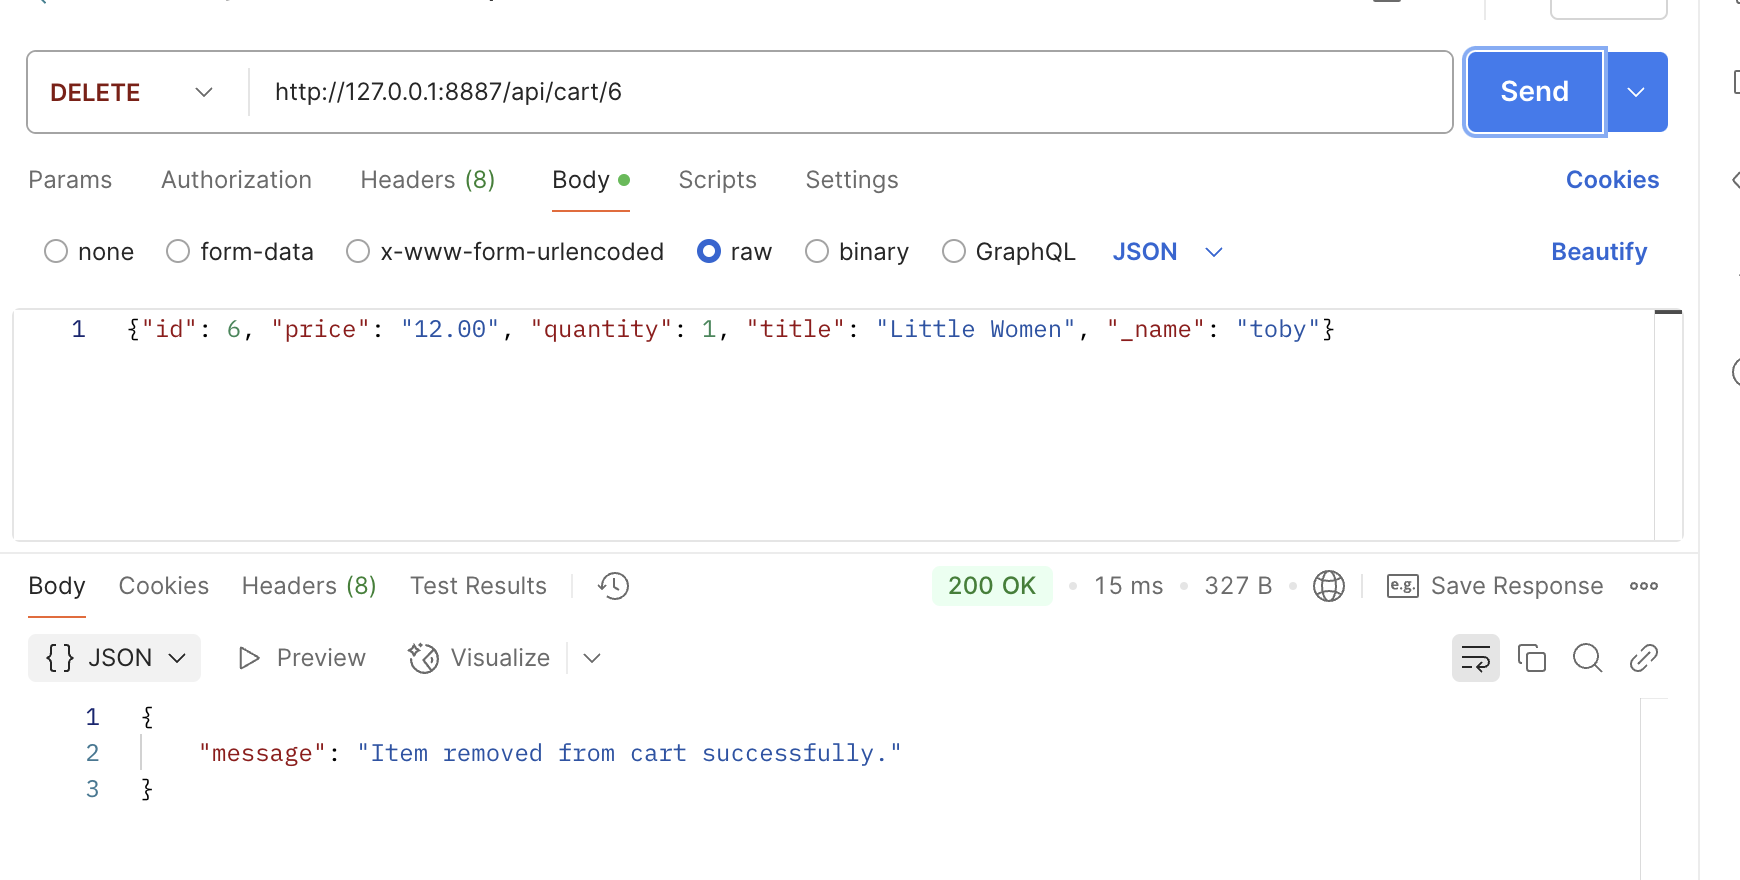 DELETE http://127.0.0.1:8887/api/cart/6 Send
Params Authorization Headers (8) Body Scripts Settings Cookies
none form-data x-www-form-urlencoded raw binary GraphQL JSON Beautify
1 {"id": 6, "price": "12.00", "quantity": 1, "title": "Little Women", "_name": "toby"}
Body Cookies Headers (8) Test Results 200 OK • 15 ms • 327 B • e.g. Save Response
{} JSON Preview Visualize
1 {
2 "message": "Item removed from cart successfully."
3 }